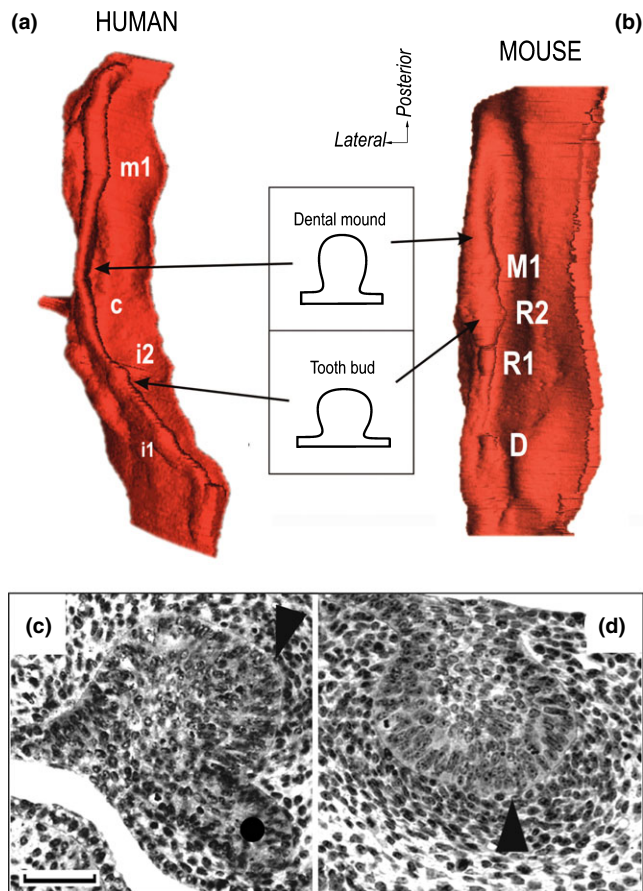 (a)
HUMAN
MOUSE
(b)
Posterior
Lateral
m1
c
i2
i1
Dental mound
Tooth bud
M1
R2
R1
D
(c)
(d)